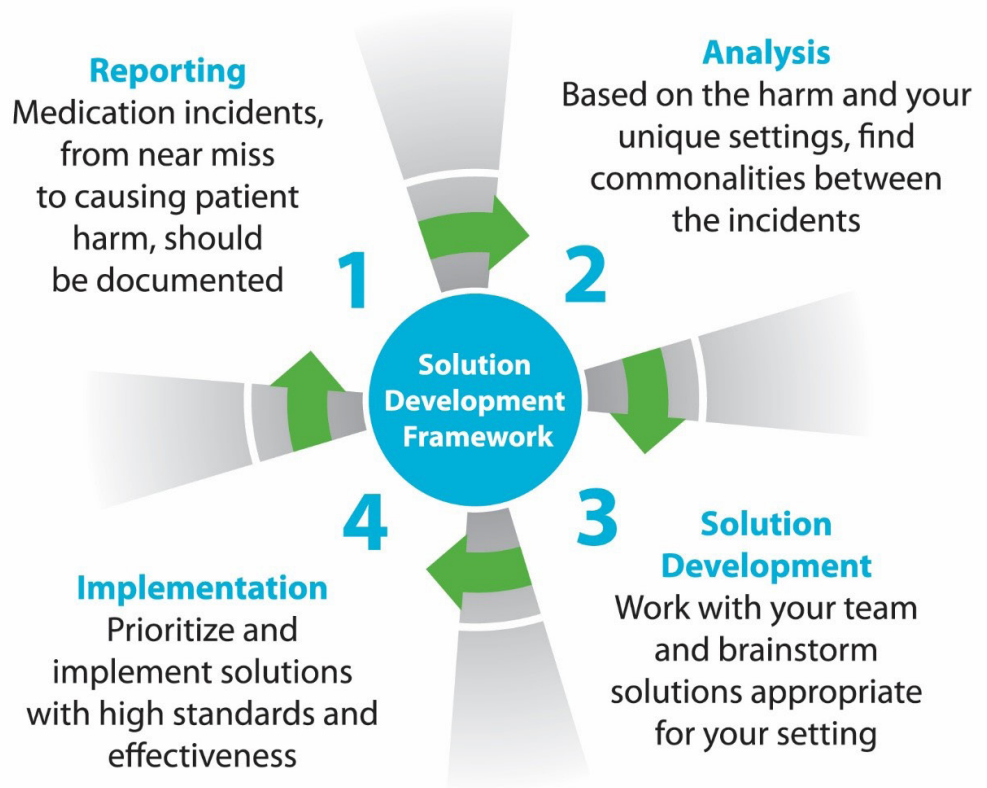 Reporting
Medication incidents,
from near miss
to causing patient
harm, should
be documented
1
Analysis
Based on the harm and your
unique settings, find
commonalities between
the incidents
2
Solution
Development
Framework
3
Solution
Development
Work with your team
and brainstorm
solutions appropriate
for your setting
4
Implementation
Prioritize and
implement solutions
with high standards and
effectiveness